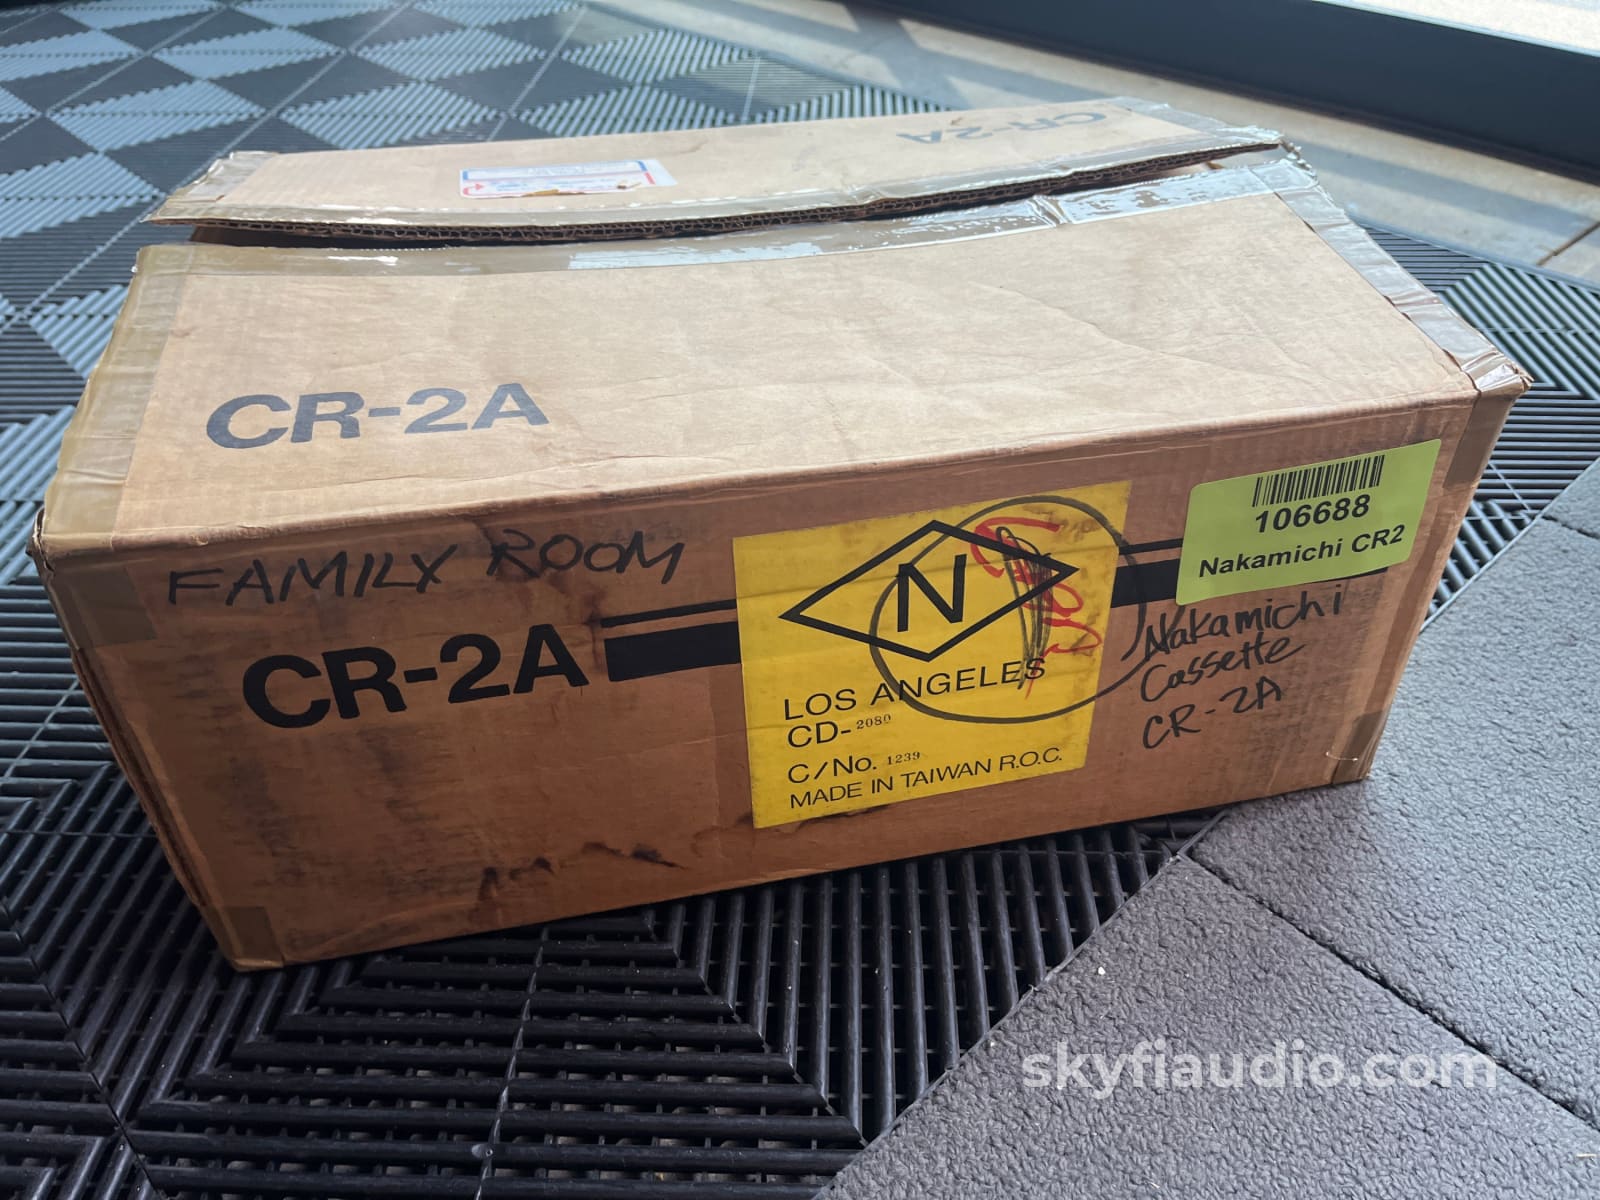 CR-2A
CR-2A
FAMILY ROOM
CR-2A
N
LOS ANGELES
CD-2080
C/No. 1239
MADE IN TAIWAN R.O.C.
106688
Nakamichi CR2
Nakamichi
Cassette
CR-2A
skyfiaudio.com